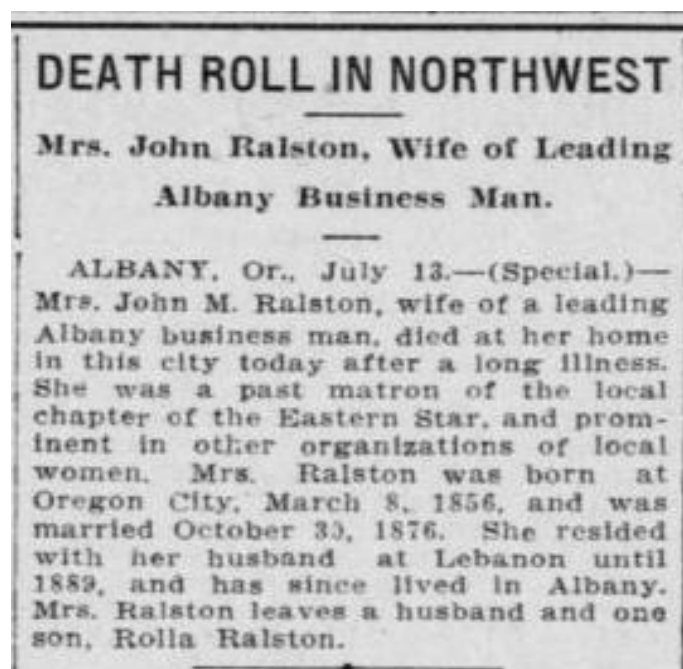 DEATH ROLL IN NORTHWEST
Mrs. John Ralston, Wife of Leading
Albany Business Man.
ALBANY, Or., July 13.—(Special.)—
Mrs. John M. Ralston, wife of a leading
Albany business man, died at her home
in this city today after a long illness.
She was a past matron of the local
chapter of the Eastern Star, and prom-
inent in other organizations of local
women. Mrs. Ralston was born at
Oregon City, March 8, 1856, and was
married October 30, 1876. She resided
with her husband at Lebanon until
1889, and has since lived in Albany.
Mrs. Ralston leaves a husband and one
son, Rolla Ralston.